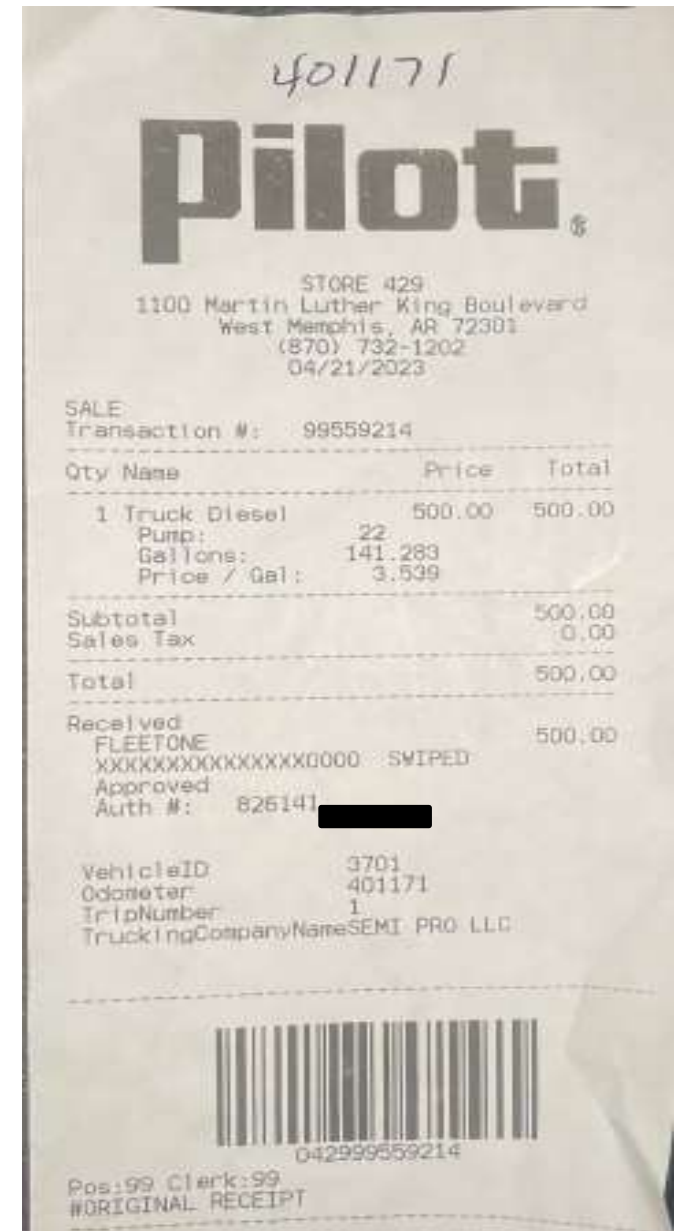 401171
Pilot®
STORE 429
1100 Martin Luther King Boulevard
West Memphis, AR 72301
(870) 732-1202
04/21/2023
SALE
Transaction #: 99559214
Qty Name Price Total
1 Truck Diesel 500.00 500.00
Pump: 22
Gallons: 141.283
Price / Gal: 3.539
Subtotal 500.00
Sales Tax 0.00
Total 500.00
Received
FLEETONE 500.00
XXXXXXXXXXXXXXX0000 SWIPED
Approved
Auth #: 826141
VehicleID 3701
Odometer 401171
TripNumber 1
TruckingCompanyNameSEMI PRO LLC
042999559214
Pos:99 Clerk:99
#ORIGINAL RECEIPT